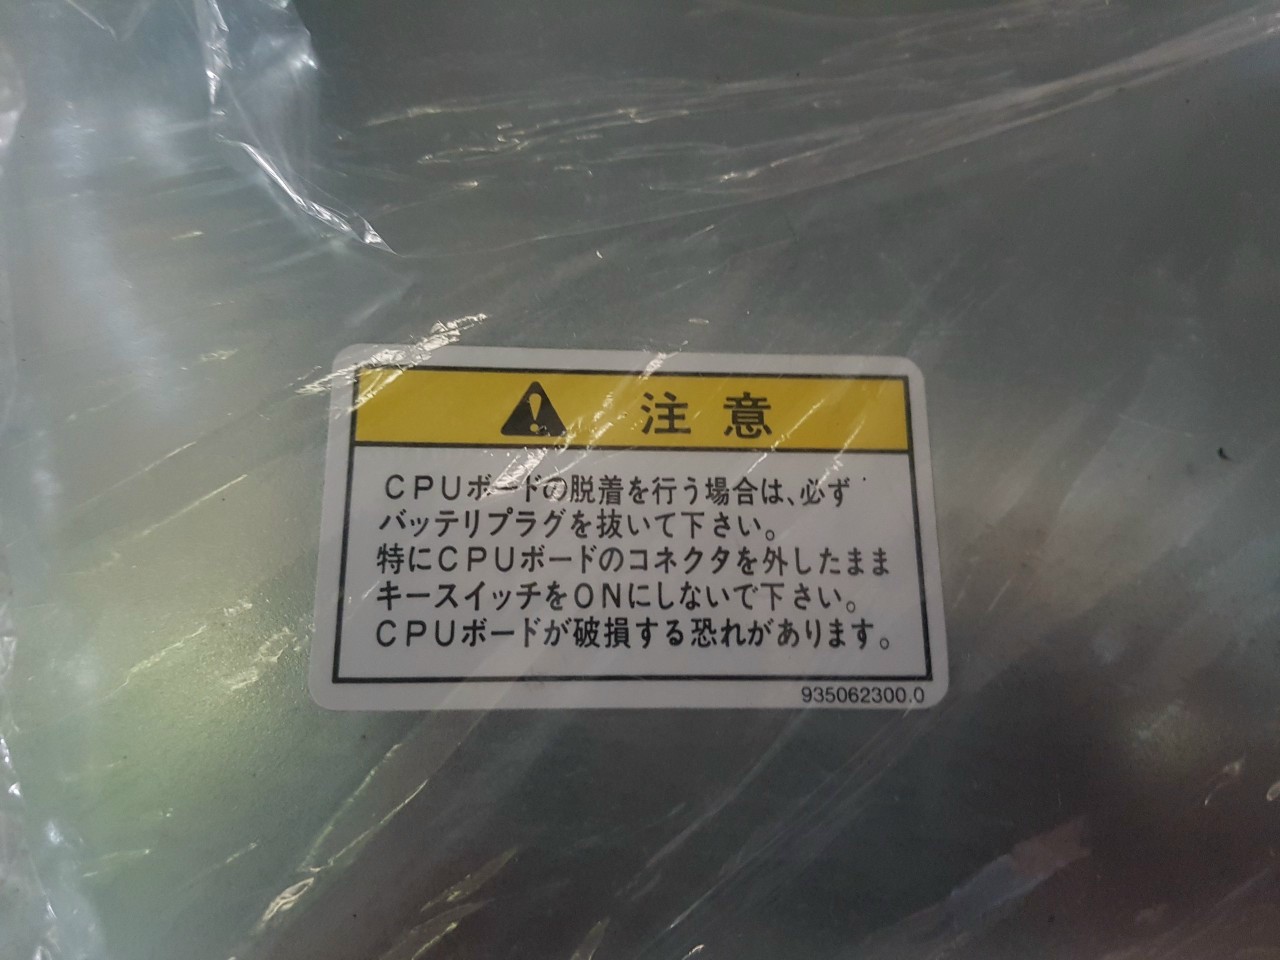 注意
CPUボードの脱着を行う場合は、必ず
バッテリプラグを抜いて下さい。
特にCPUボードのコネクタを外したまま
キースイッチをONにしないで下さい。
CPUボードが破損する恐れがあります。
935062300.0